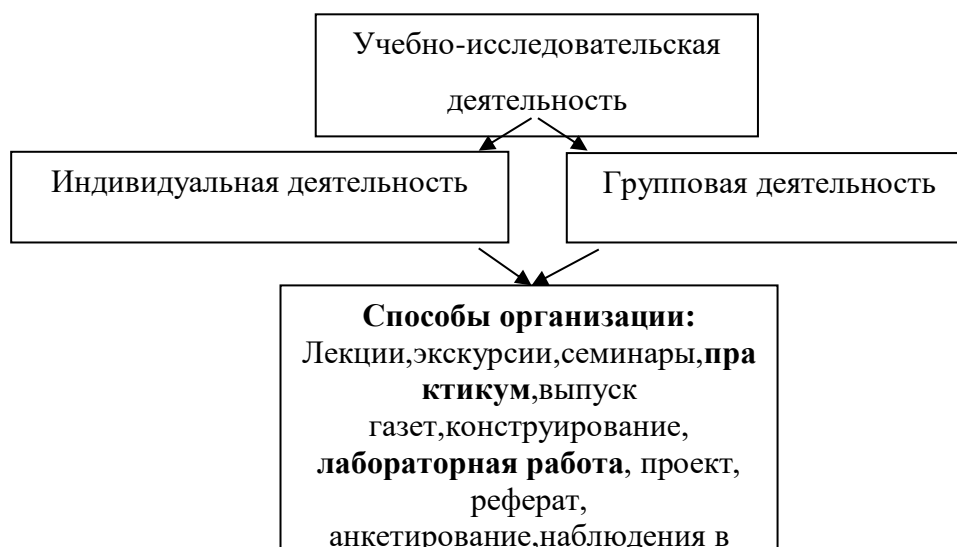 Учебно-исследовательская
деятельность
Индивидуальная деятельность
Групповая деятельность
Способы организации:
Лекции,экскурсии,семинары,пра
ктикум,выпуск
газет,конструирование,
лабораторная работа, проект,
реферат,
анкетирование,наблюдения в